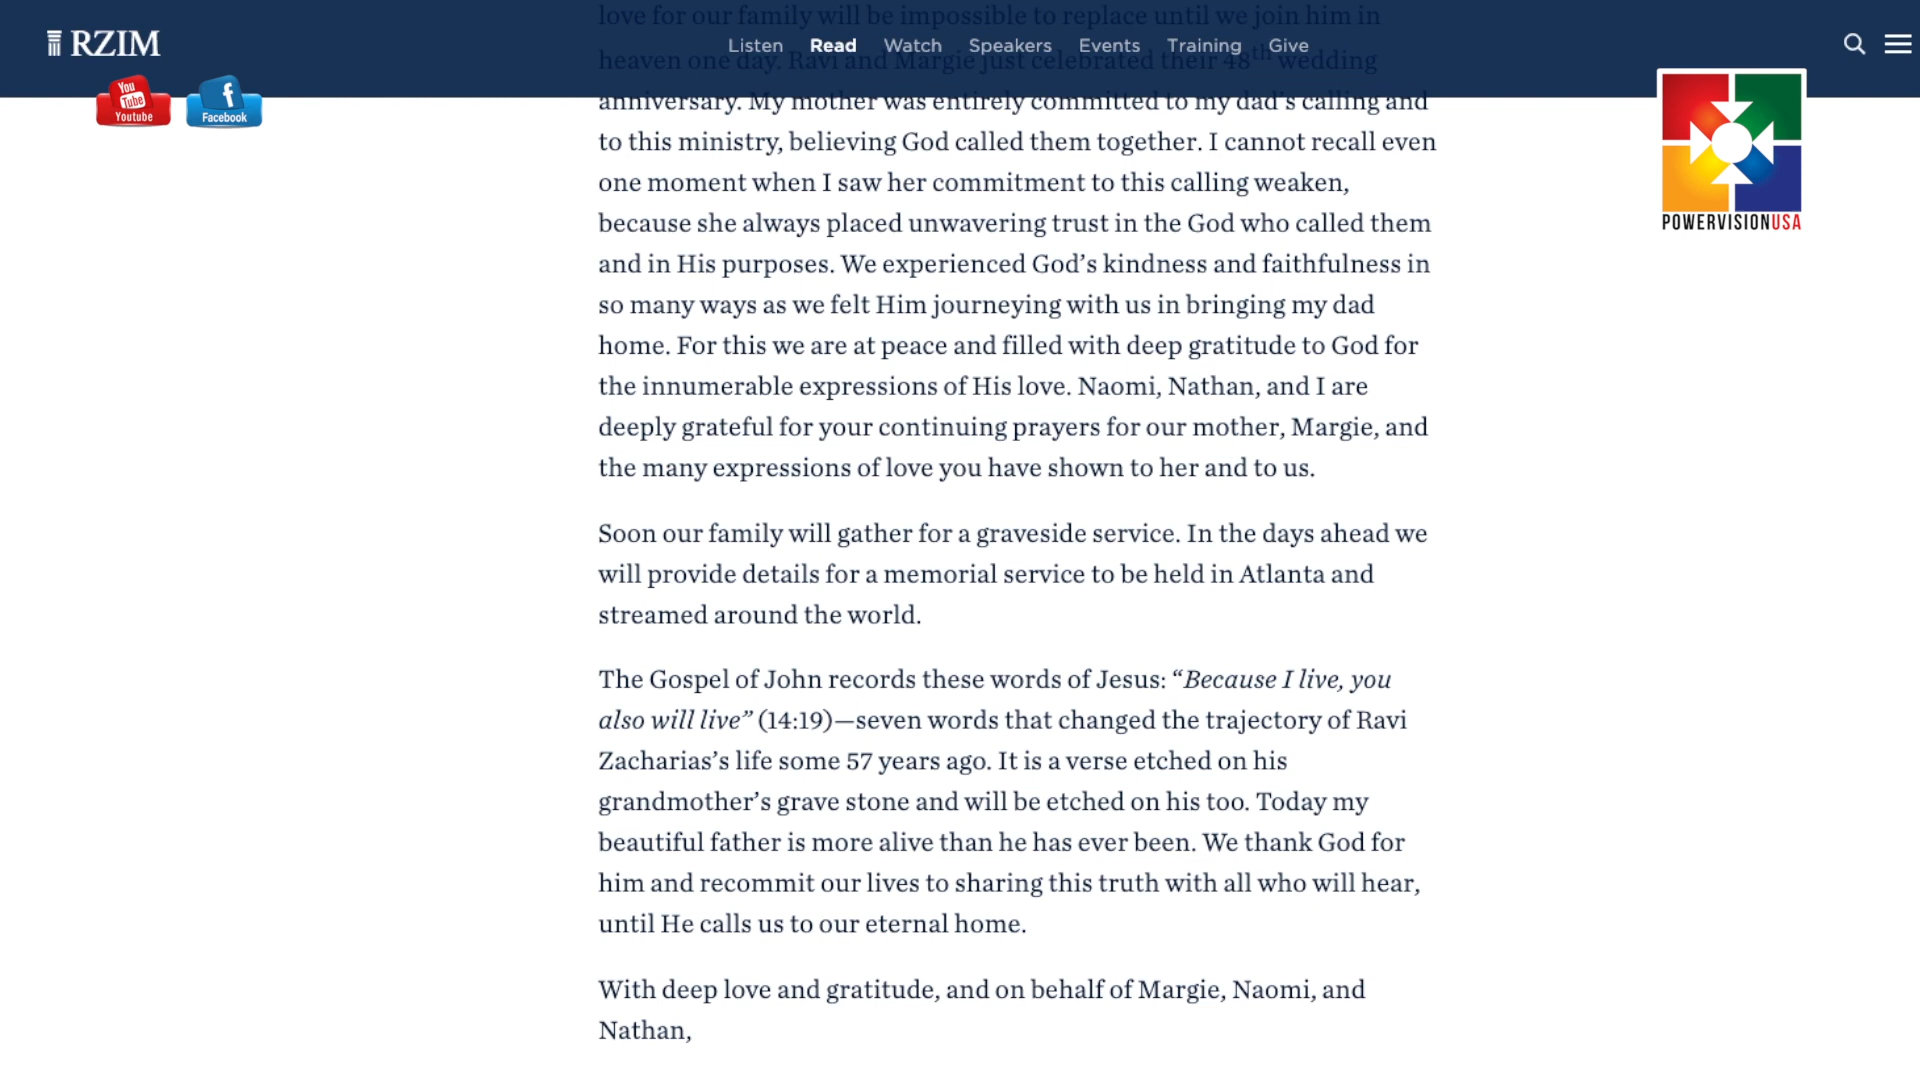 love for our family will be impossible to replace until we join him in
RZIM
Listen Read Watch Speakers Events Training Give
heaven one day. Ravi and Margie just celebrated their 48th wedding
You
Tube
Youtube
f
Facebook
anniversary. My mother was entirely committed to my dad’s calling and
to this ministry, believing God called them together. I cannot recall even
one moment when I saw her commitment to this calling weaken,
because she always placed unwavering trust in the God who called them
POWERVISIONUSA
and in His purposes. We experienced God’s kindness and faithfulness in
so many ways as we felt Him journeying with us in bringing my dad
home. For this we are at peace and filled with deep gratitude to God for
the innumerable expressions of His love. Naomi, Nathan, and I are
deeply grateful for your continuing prayers for our mother, Margie, and
the many expressions of love you have shown to her and to us.
Soon our family will gather for a graveside service. In the days ahead we
will provide details for a memorial service to be held in Atlanta and
streamed around the world.
The Gospel of John records these words of Jesus: “Because I live, you
also will live” (14:19)—seven words that changed the trajectory of Ravi
Zacharias’s life some 57 years ago. It is a verse etched on his
grandmother’s grave stone and will be etched on his too. Today my
beautiful father is more alive than he has ever been. We thank God for
him and recommit our lives to sharing this truth with all who will hear,
until He calls us to our eternal home.
With deep love and gratitude, and on behalf of Margie, Naomi, and
Nathan,